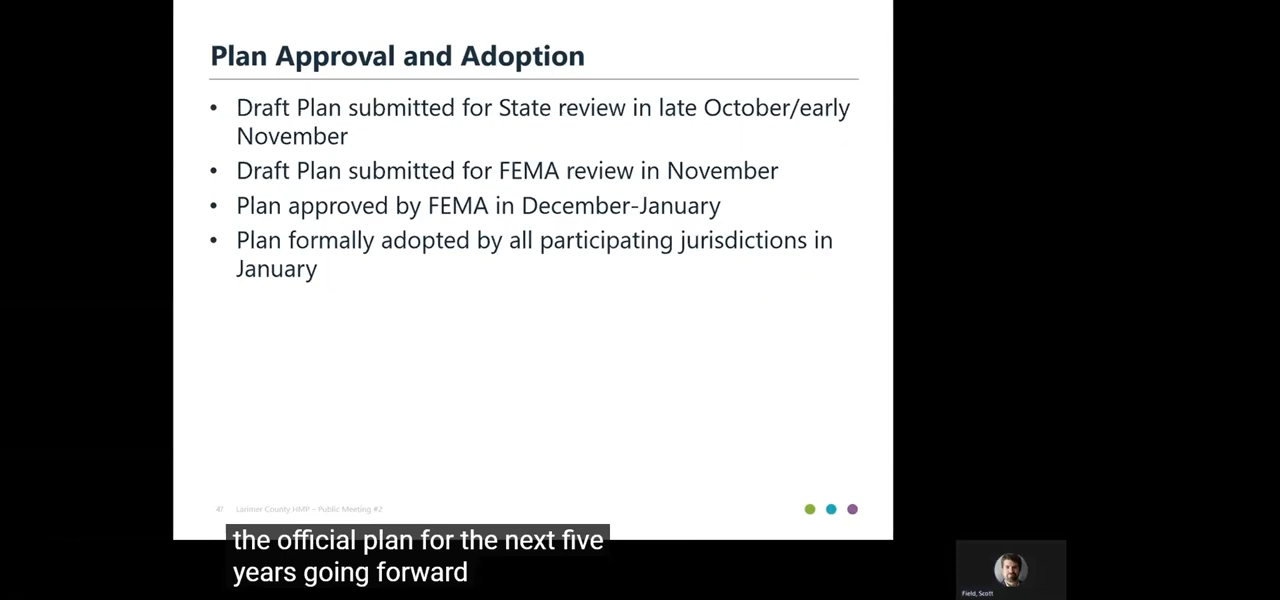 Plan Approval and Adoption
• Draft Plan submitted for State review in late October/early
November
• Draft Plan submitted for FEMA review in November
• Plan approved by FEMA in December-January
• Plan formally adopted by all participating jurisdictions in
January
47 Larimer County HMP – Public Meeting #2
the official plan for the next five
years going forward
Field, Scott